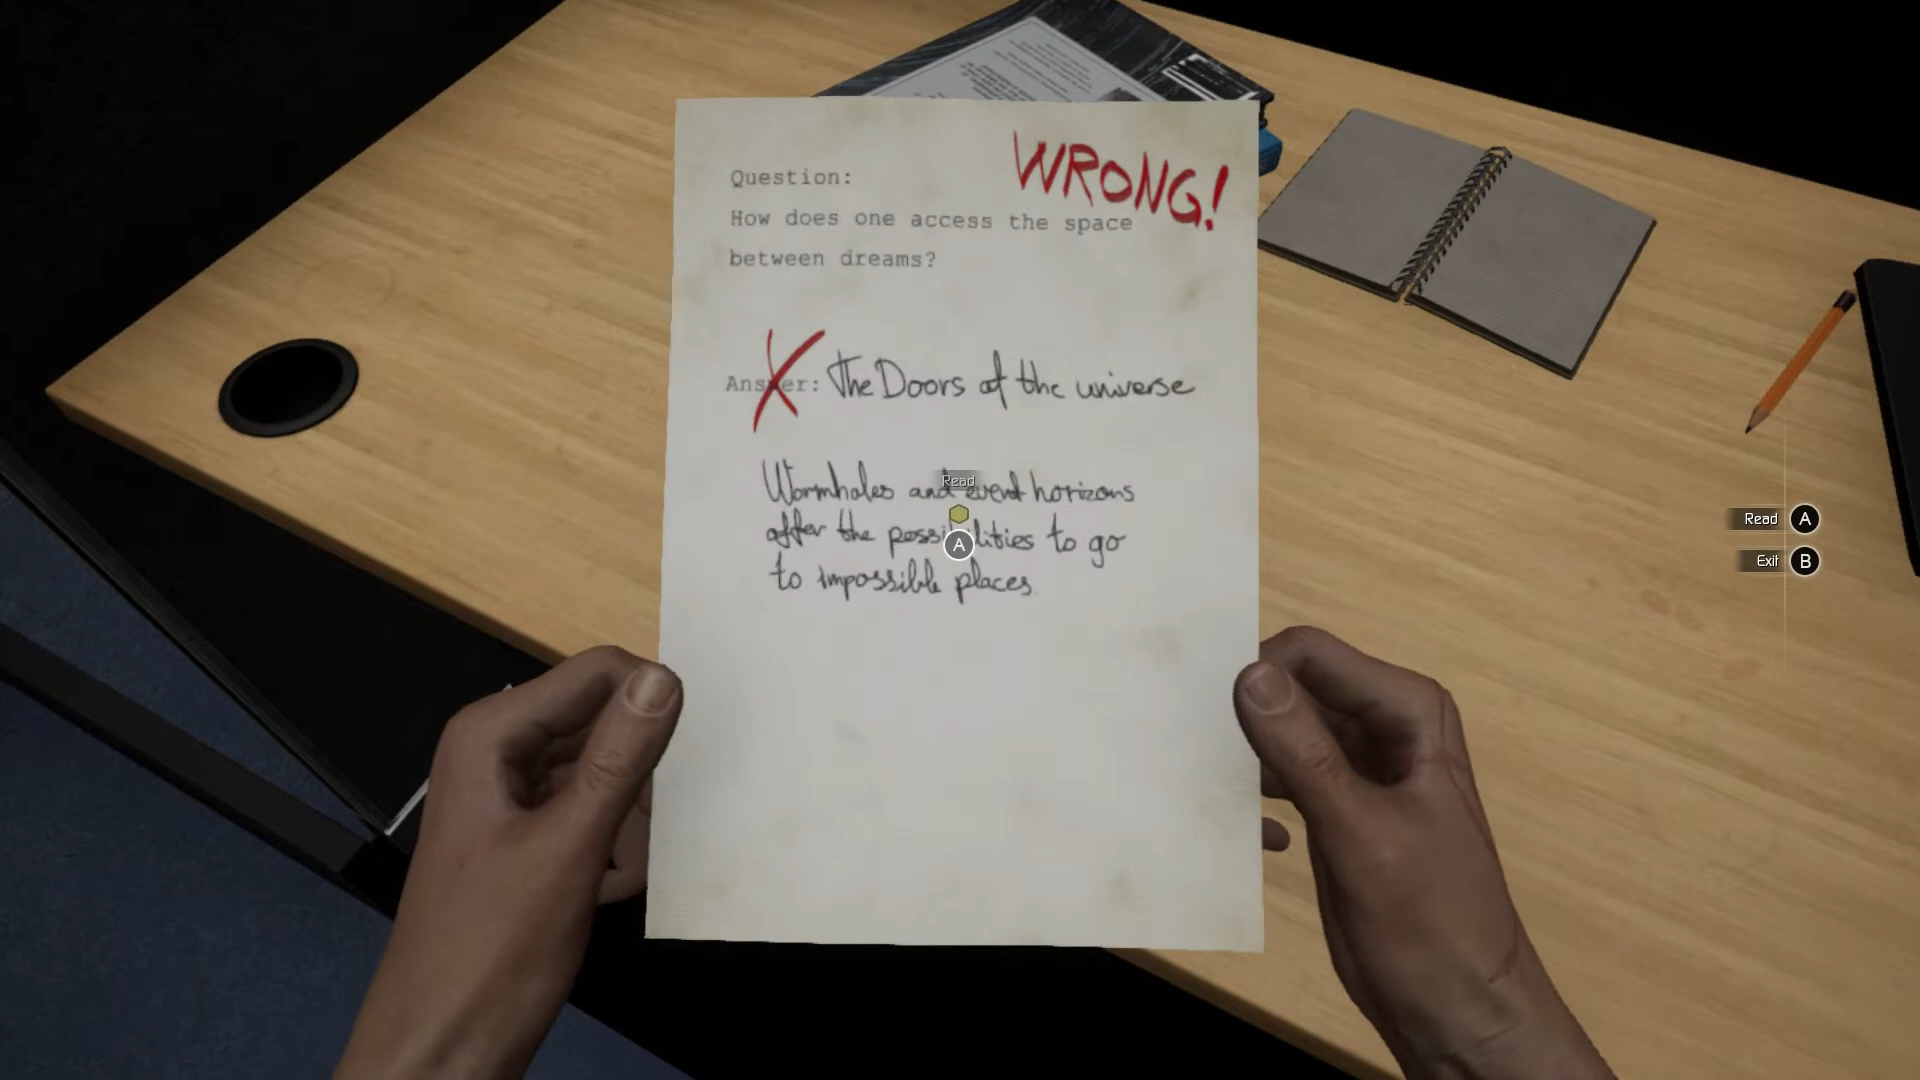 WRONG!
Question:
How does one access the space
between dreams?
Answer: The Doors of the universe
Wormholes and event horizons
offer the possibilities to go
to impossible places.
Read
A
Read A
Exit B